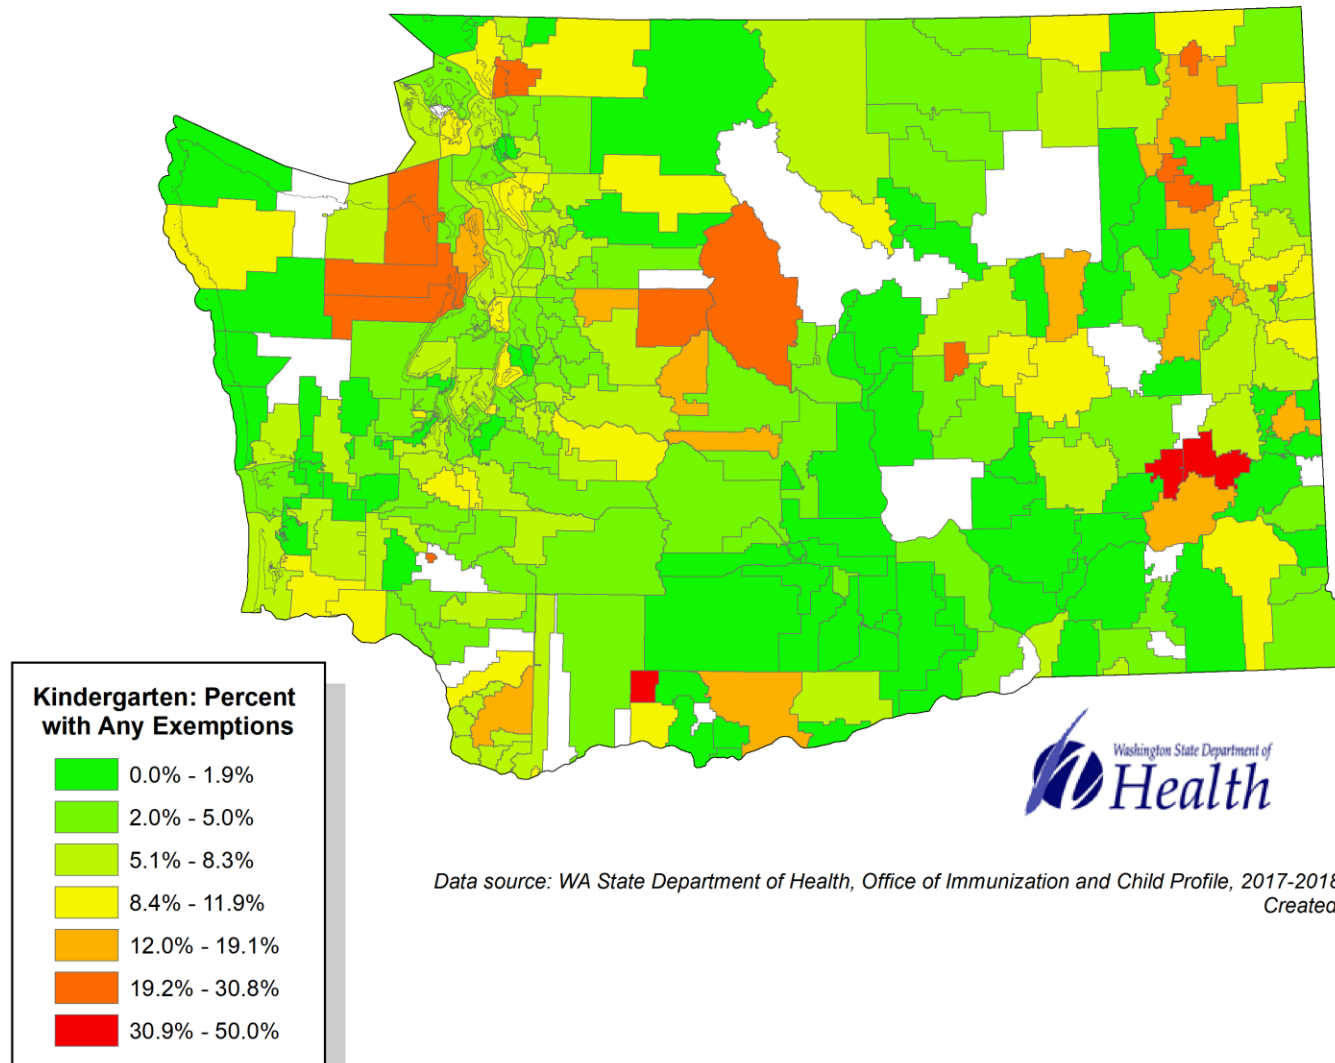 Kindergarten: Percent
with Any Exemptions
0.0% - 1.9%
2.0% - 5.0%
5.1% - 8.3%
8.4% - 11.9%
12.0% - 19.1%
19.2% - 30.8%
30.9% - 50.0%
Washington State Department of
Health
Data source: WA State Department of Health, Office of Immunization and Child Profile, 2017-2018
Created